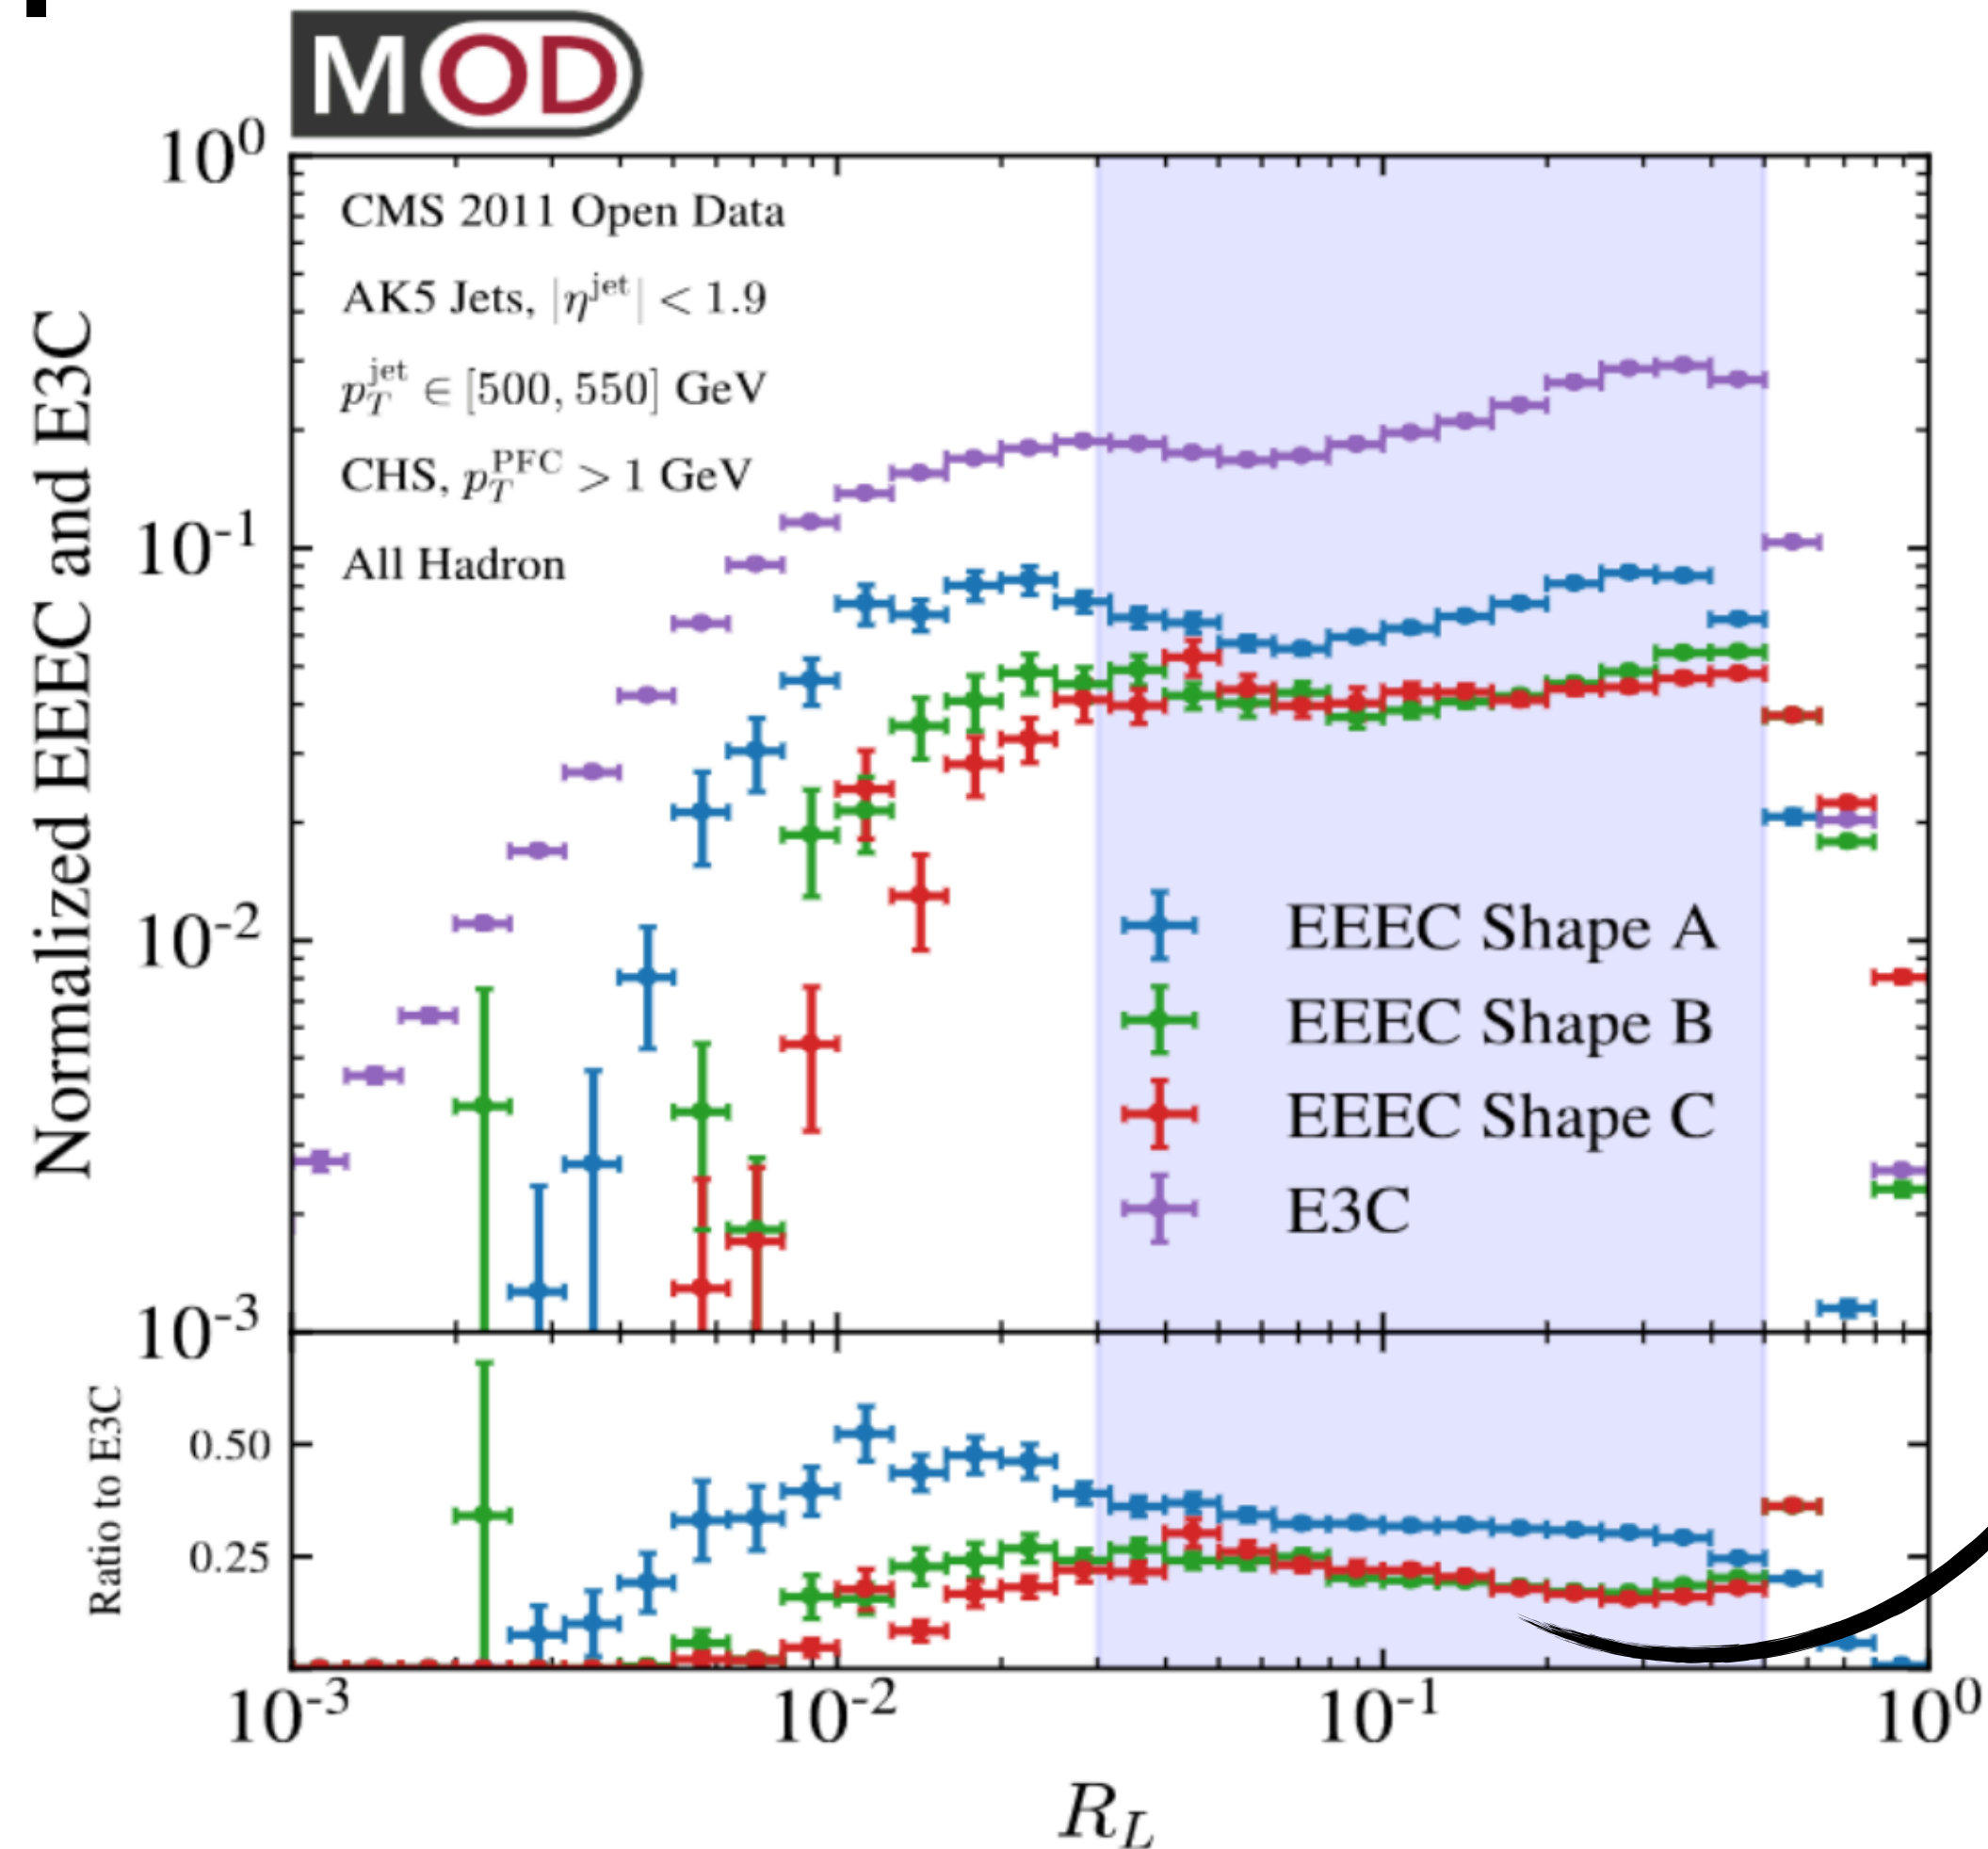 MOD
10^0
CMS 2011 Open Data
AK5 Jets, |η^jet| < 1.9
p_T^jet ∈ [500, 550] GeV
CHS, p_T^PFC > 1 GeV
10^-1
All Hadron
Normalized EEEC and E3C
10^-2
EEEC Shape A
EEEC Shape B
EEEC Shape C
E3C
10^-3
Ratio to E3C
0.50
0.25
10^-3 10^-2 10^-1 10^0
R_L